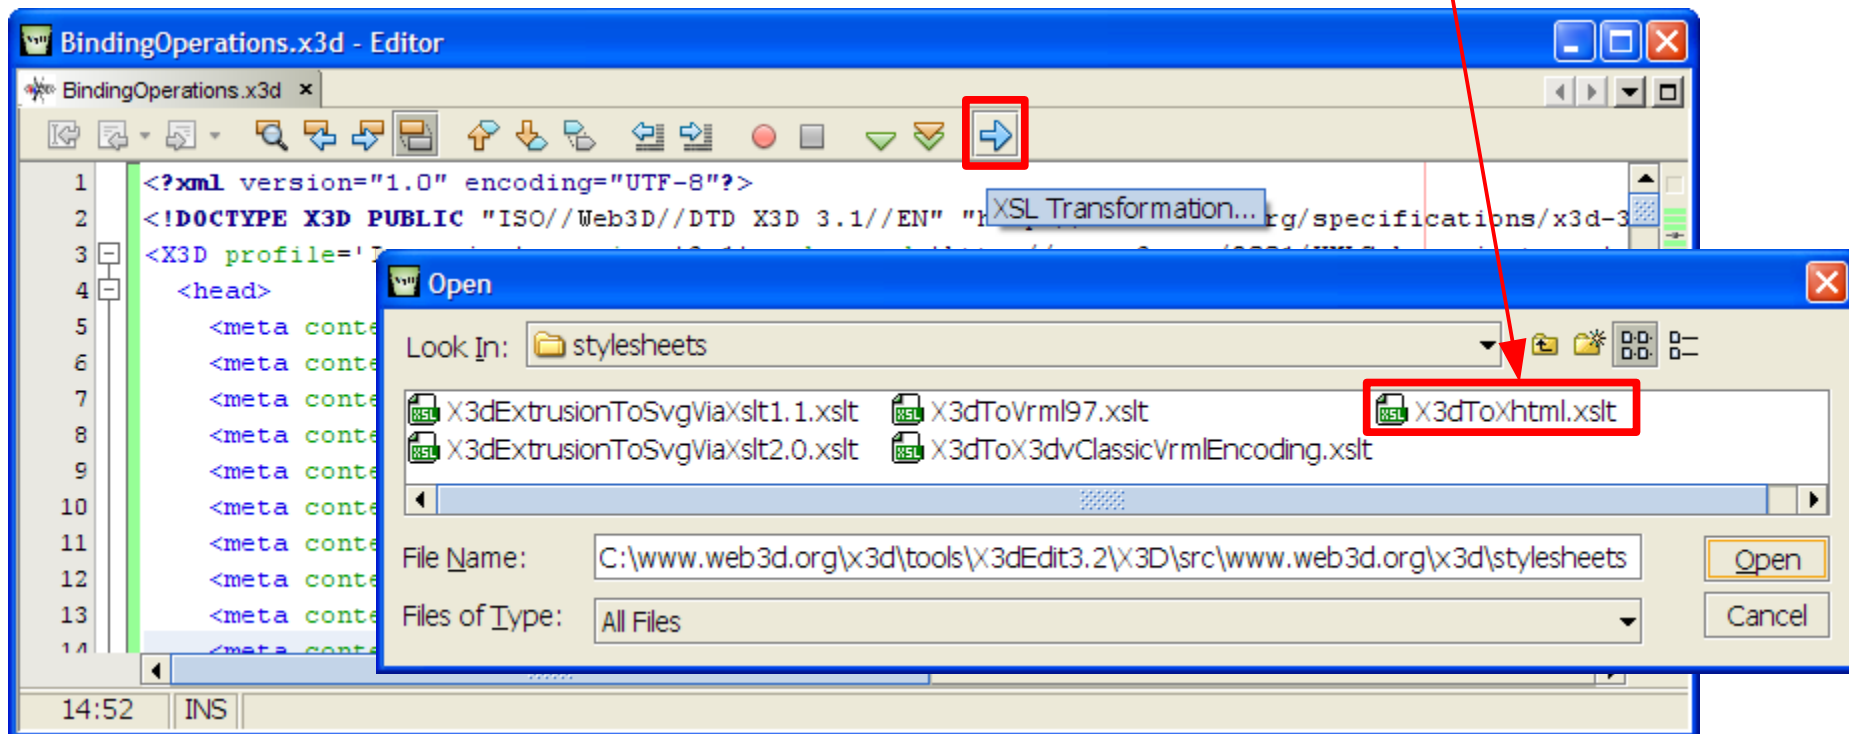 BindingOperations.x3d - Editor
BindingOperations.x3d
1 <?xml version="1.0" encoding="UTF-8"?>
XSL Transformation...
2 <!DOCTYPE X3D PUBLIC "ISO//Web3D//DTD X3D 3.1//EN" "h rg/specifications/x3d-3
3 <X3D profile='I
4 <head>
5 <meta conte
6 <meta conte
7 <meta conte
8 <meta conte
9 <meta conte
10 <meta conte
11 <meta conte
12 <meta conte
13 <meta conte
14 <meta conte
14:52 INS
Open
Look In: stylesheets
X3dExtrusionToSvgViaXslt1.1.xslt X3dToVrml97.xslt X3dToXhtml.xslt
X3dExtrusionToSvgViaXslt2.0.xslt X3dToX3dvClassicVrmlEncoding.xslt
File Name: C:\www.web3d.org\x3d\tools\X3dEdit3.2\X3D\src\www.web3d.org\x3d\stylesheets Open
Files of Type: All Files Cancel